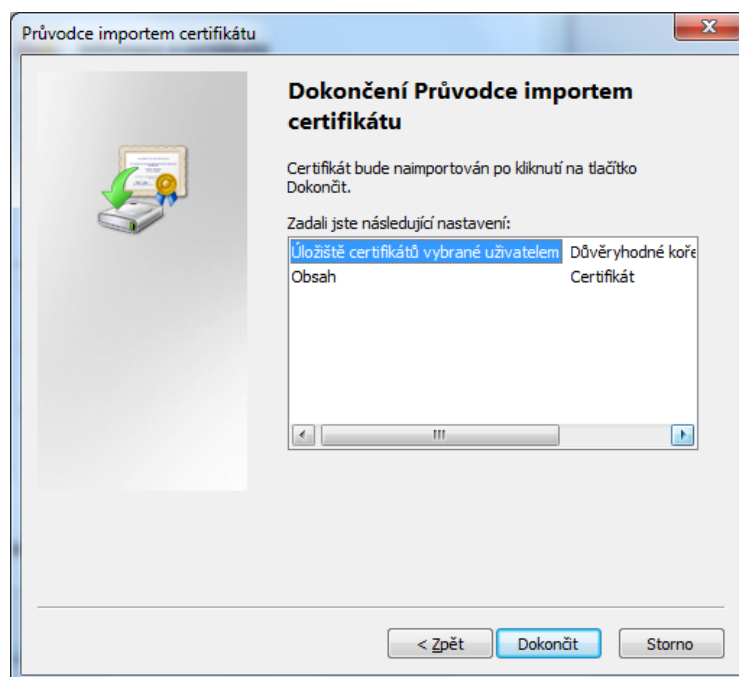 Průvodce importem certifikátu
Dokončení Průvodce importem
certifikátu
Certifikát bude naimportován po kliknutí na tlačítko
Dokončit.
Zadali jste následující nastavení:
Úložiště certifikátů vybrané uživatelem Důvěryhodné koře
Obsah Certifikát
< Zpět Dokončit Storno